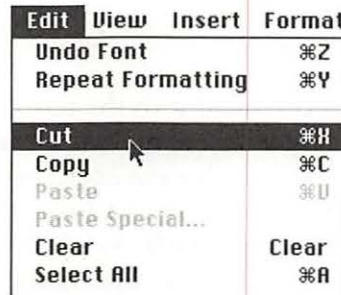 Edit View Insert Format
Undo Font ⌘Z
Repeat Formatting ⌘Y
Cut ⌘X
Copy ⌘C
Paste ⌘V
Paste Special...
Clear Clear
Select All ⌘A